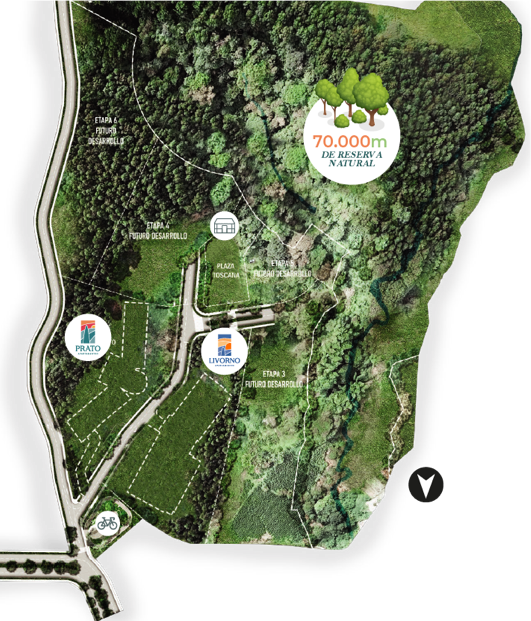 70.000m
DE RESERVA
NATURAL
ETAPA 6
FUTURO
DESARROLLO
ETAPA 4
FUTURO DESARROLLO
PLAZA
TOSCANA
ETAPA 5
FUTURO DESARROLLO
PRATO
LIVORNO
ETAPA 3
FUTURO DESARROLLO